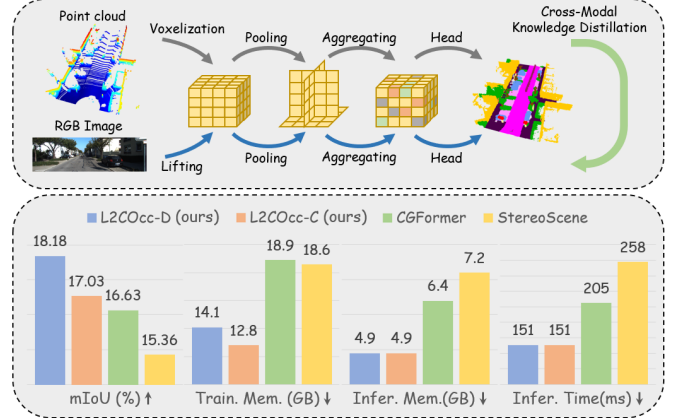 Point cloud
Voxelization
Pooling
Aggregating
Head
Cross-Modal
Knowledge Distillation
RGB Image
Lifting
Pooling
Aggregating
Head
L2COcc-D (ours)
L2COcc-C (ours)
CGFormer
StereoScene
18.18
17.03
16.63
15.36
mIoU (%) ↑
14.1
12.8
18.9
18.6
Train. Mem.(GB) ↓
4.9
4.9
6.4
7.2
Infer. Mem.(GB) ↓
151
151
205
258
Infer. Time(ms) ↓